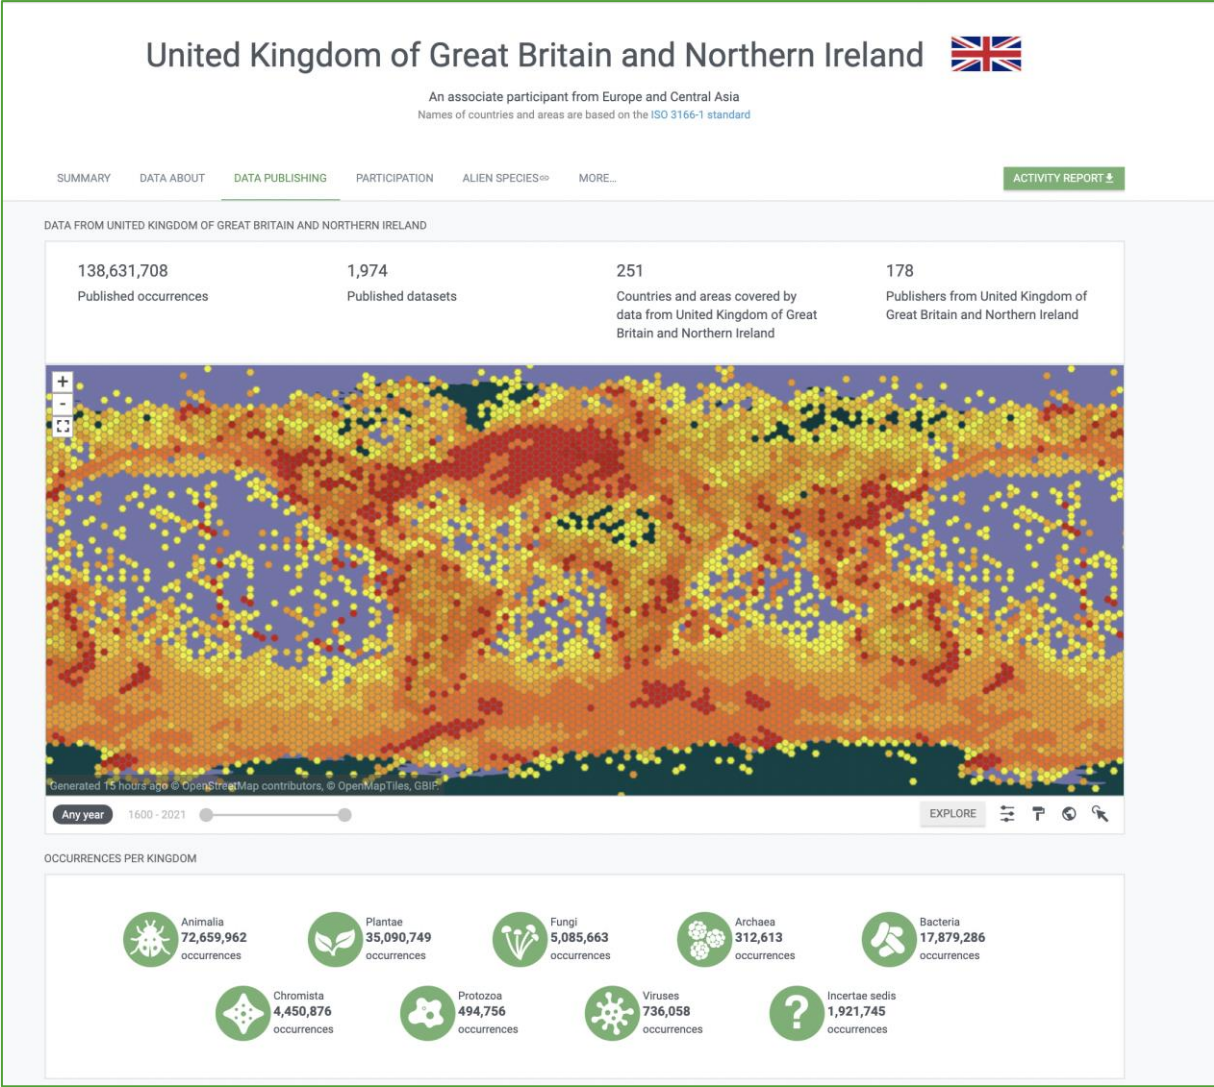 United Kingdom of Great Britain and Northern Ireland
An associate participant from Europe and Central Asia
Names of countries and areas are based on the ISO 3166-1 standard
SUMMARY DATA ABOUT DATA PUBLISHING PARTICIPATION ALIEN SPECIES MORE... ACTIVITY REPORT
DATA FROM UNITED KINGDOM OF GREAT BRITAIN AND NORTHERN IRELAND
138,631,708
Published occurrences
1,974
Published datasets
251
Countries and areas covered by
data from United Kingdom of Great
Britain and Northern Ireland
178
Publishers from United Kingdom of
Great Britain and Northern Ireland
+
-
Generated 15 hours ago © OpenStreetMap contributors, © OpenMapTiles, GBIF.
Any year 1600 - 2021 EXPLORE
OCCURRENCES PER KINGDOM
Animalia
72,659,962
occurrences
Plantae
35,090,749
occurrences
Fungi
5,085,663
occurrences
Archaea
312,613
occurrences
Bacteria
17,879,286
occurrences
Chromista
4,450,876
occurrences
Protozoa
494,756
occurrences
Viruses
736,058
occurrences
?
Incertae sedis
1,921,745
occurrences